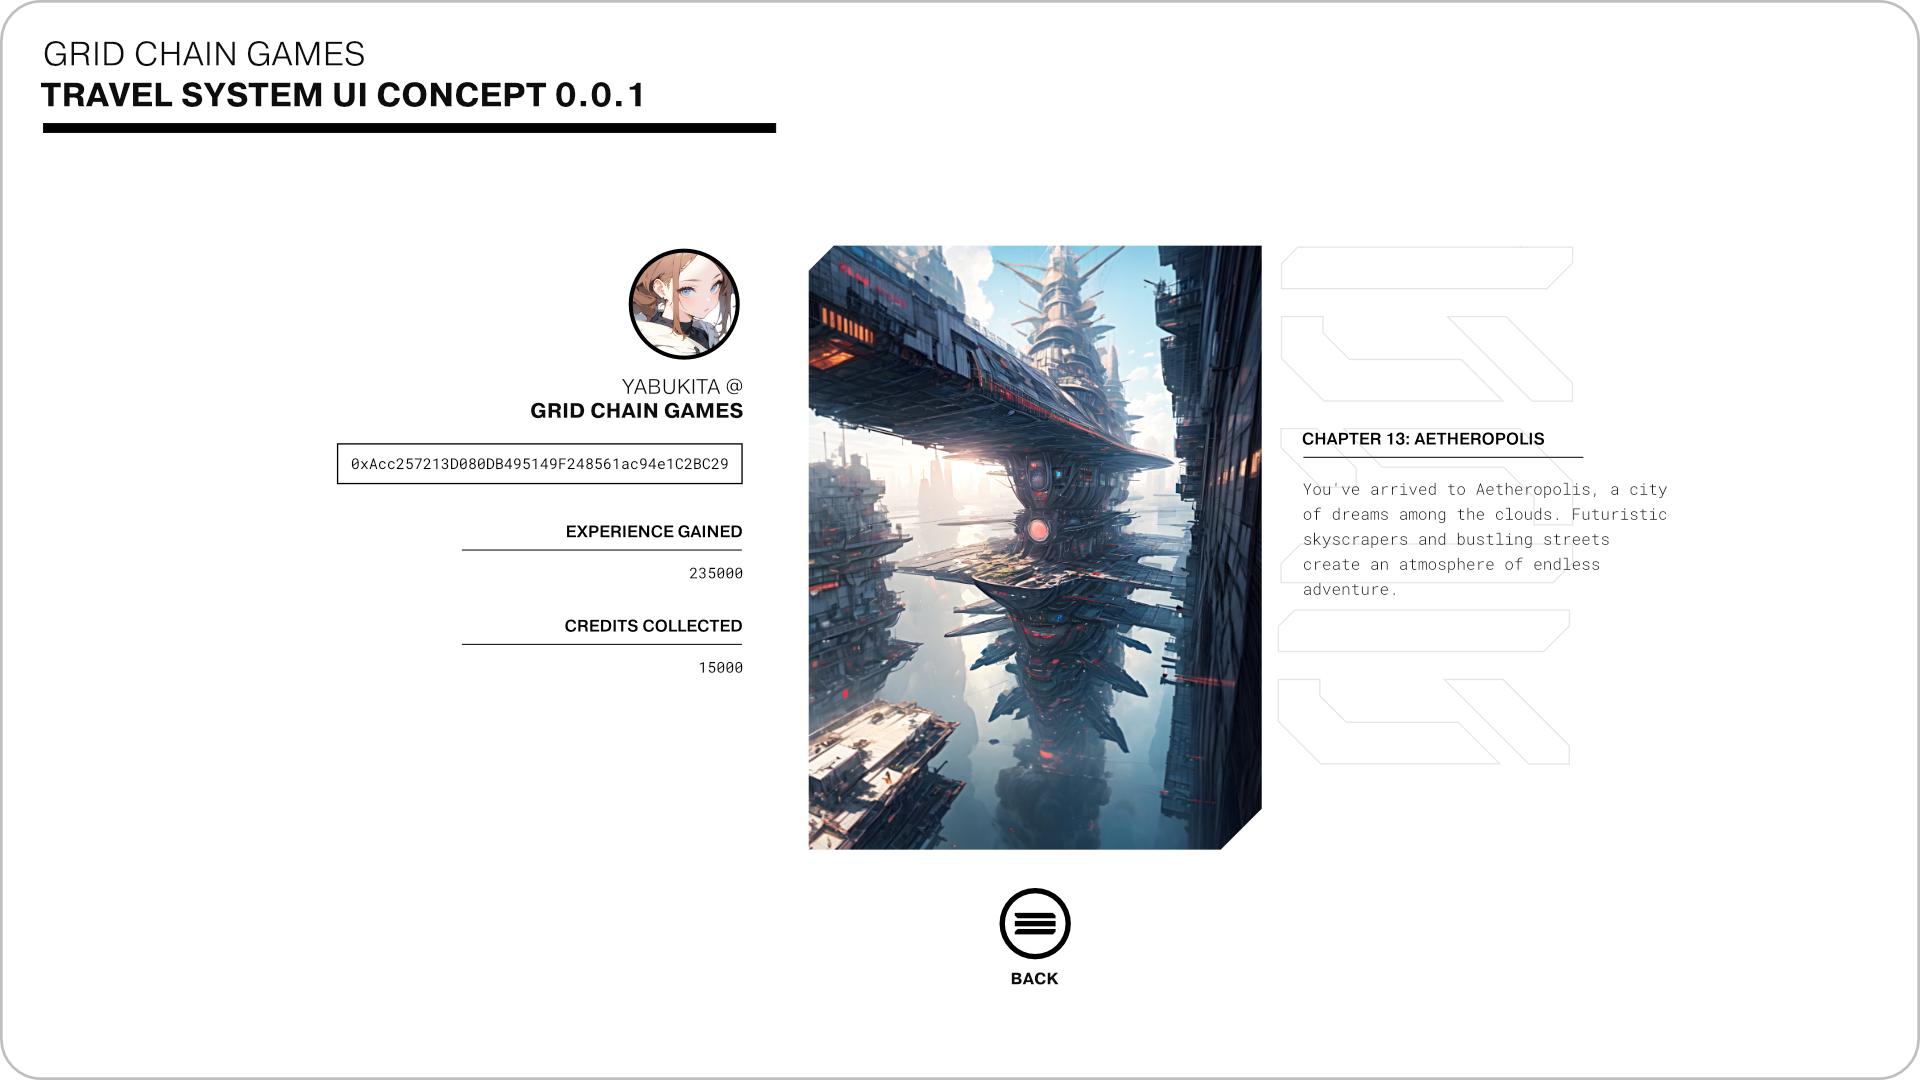 GRID CHAIN GAMES
TRAVEL SYSTEM UI CONCEPT 0.0.1
YABUKITA @
GRID CHAIN GAMES
0xAcc257213D080DB495149F248561ac94e1C2BC29
EXPERIENCE GAINED
235000
CREDITS COLLECTED
15000
CHAPTER 13: AETHEROPOLIS
You've arrived to Aetheropolis, a city
of dreams among the clouds. Futuristic
skyscrapers and bustling streets
create an atmosphere of endless
adventure.
BACK